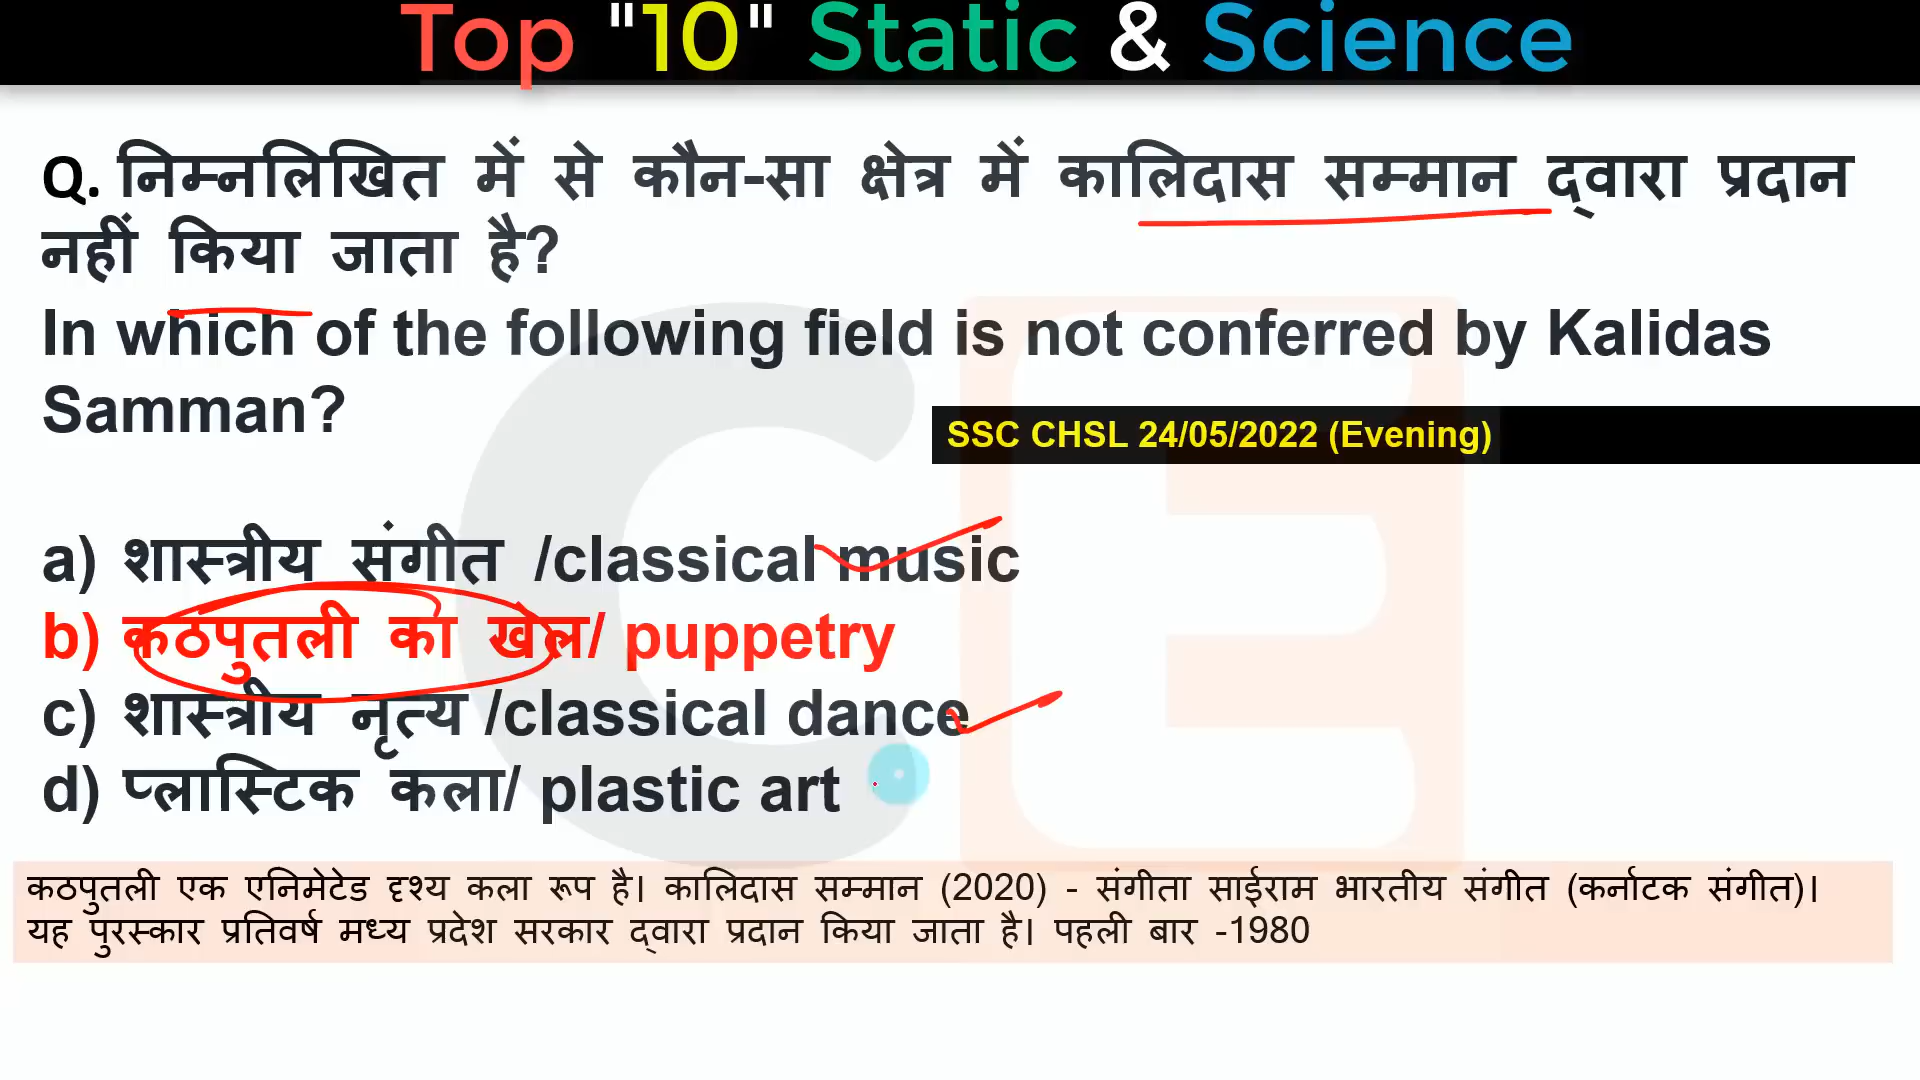 Top "10" Static & Science
Q. निम्नलिखित में से कौन-सा क्षेत्र में कालिदास सम्मान द्वारा प्रदान
नहीं किया जाता है?
In which of the following field is not conferred by Kalidas
Samman?
SSC CHSL 24/05/2022 (Evening)
a) शास्त्रीय संगीत /classical music
b) कठपुतली का खेल/ puppetry
c) शास्त्रीय नृत्य /classical dance
d) प्लास्टिक कला/ plastic art
कठपुतली एक एनिमेटेड दृश्य कला रूप है। कालिदास सम्मान (2020) - संगीता साईराम भारतीय संगीत (कर्नाटक संगीत)।
यह पुरस्कार प्रतिवर्ष मध्य प्रदेश सरकार द्वारा प्रदान किया जाता है। पहली बार -1980
CE